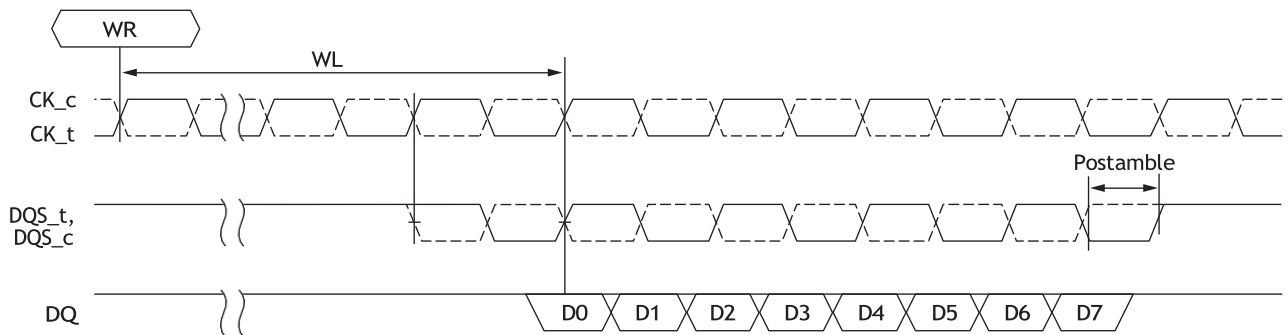 WR
WL
CK_c
CK_t
Postamble
DQS_t,
DQS_c
DQ D0 D1 D2 D3 D4 D5 D6 D7